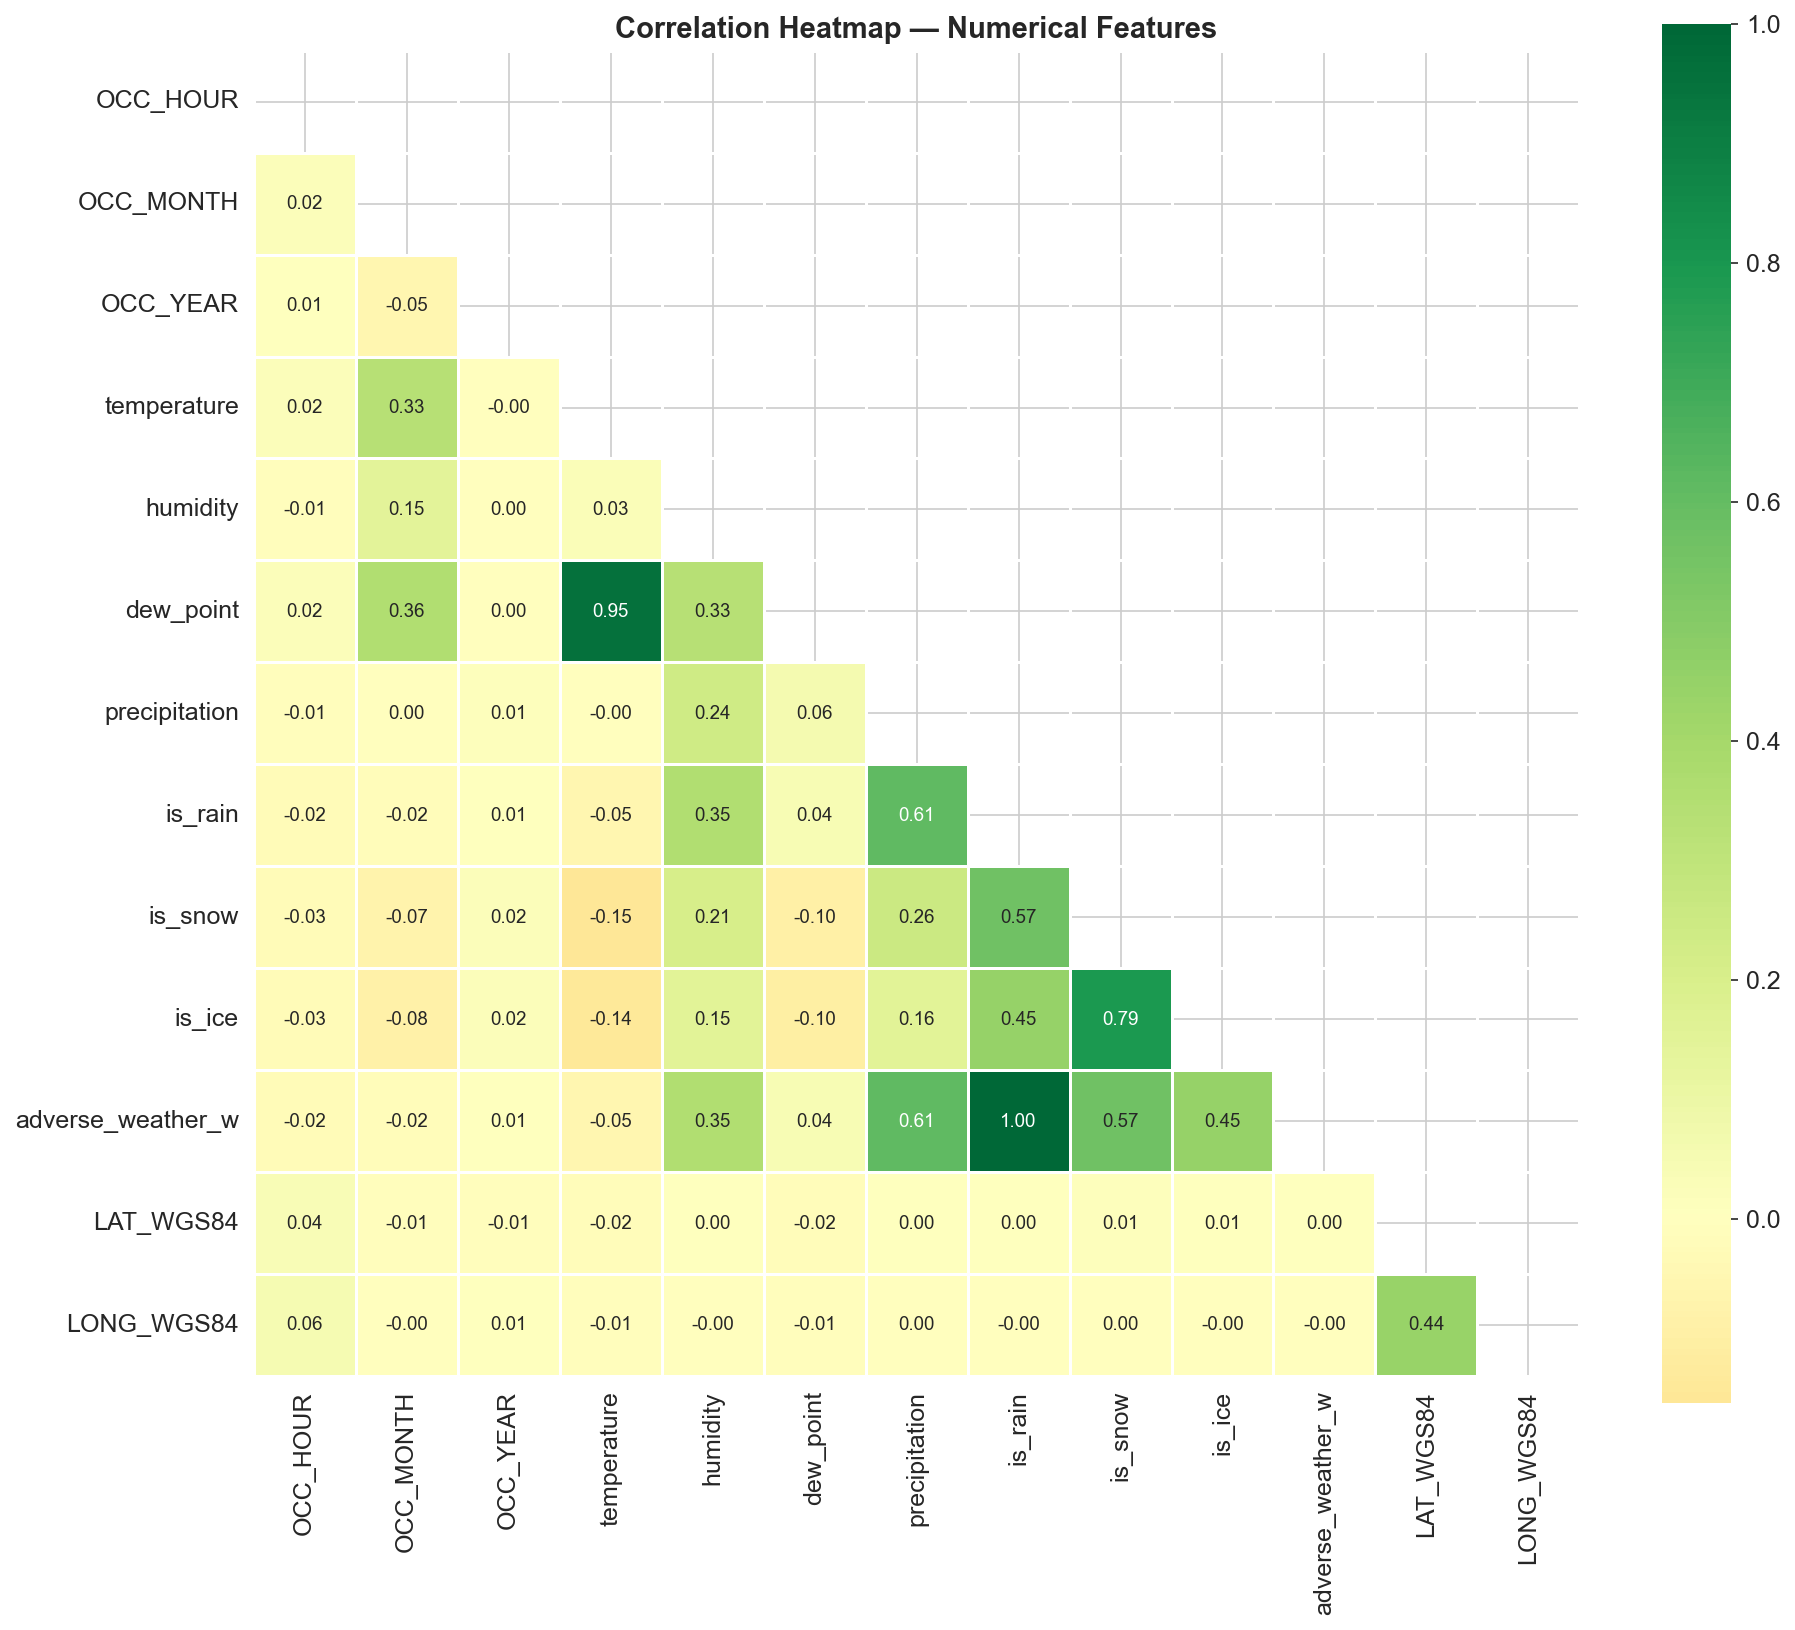 Correlation Heatmap — Numerical Features
OCC_HOUR
OCC_MONTH 0.02
OCC_YEAR 0.01 -0.05
temperature 0.02 0.33 -0.00
humidity -0.01 0.15 0.00 0.03
dew_point 0.02 0.36 0.00 0.95 0.33
precipitation -0.01 0.00 0.01 -0.00 0.24 0.06
is_rain -0.02 -0.02 0.01 -0.05 0.35 0.04 0.61
is_snow -0.03 -0.07 0.02 -0.15 0.21 -0.10 0.26 0.57
is_ice -0.03 -0.08 0.02 -0.14 0.15 -0.10 0.16 0.45 0.79
adverse_weather_w -0.02 -0.02 0.01 -0.05 0.35 0.04 0.61 1.00 0.57 0.45
LAT_WGS84 0.04 -0.01 -0.01 -0.02 0.00 -0.02 0.00 0.00 0.01 0.01 0.00
LONG_WGS84 0.06 -0.00 0.01 -0.01 -0.00 -0.01 0.00 -0.00 0.00 -0.00 -0.00 0.44
OCC_HOUR
OCC_MONTH
OCC_YEAR
temperature
humidity
dew_point
precipitation
is_rain
is_snow
is_ice
adverse_weather_w
LAT_WGS84
LONG_WGS84
1.0
0.8
0.6
0.4
0.2
0.0